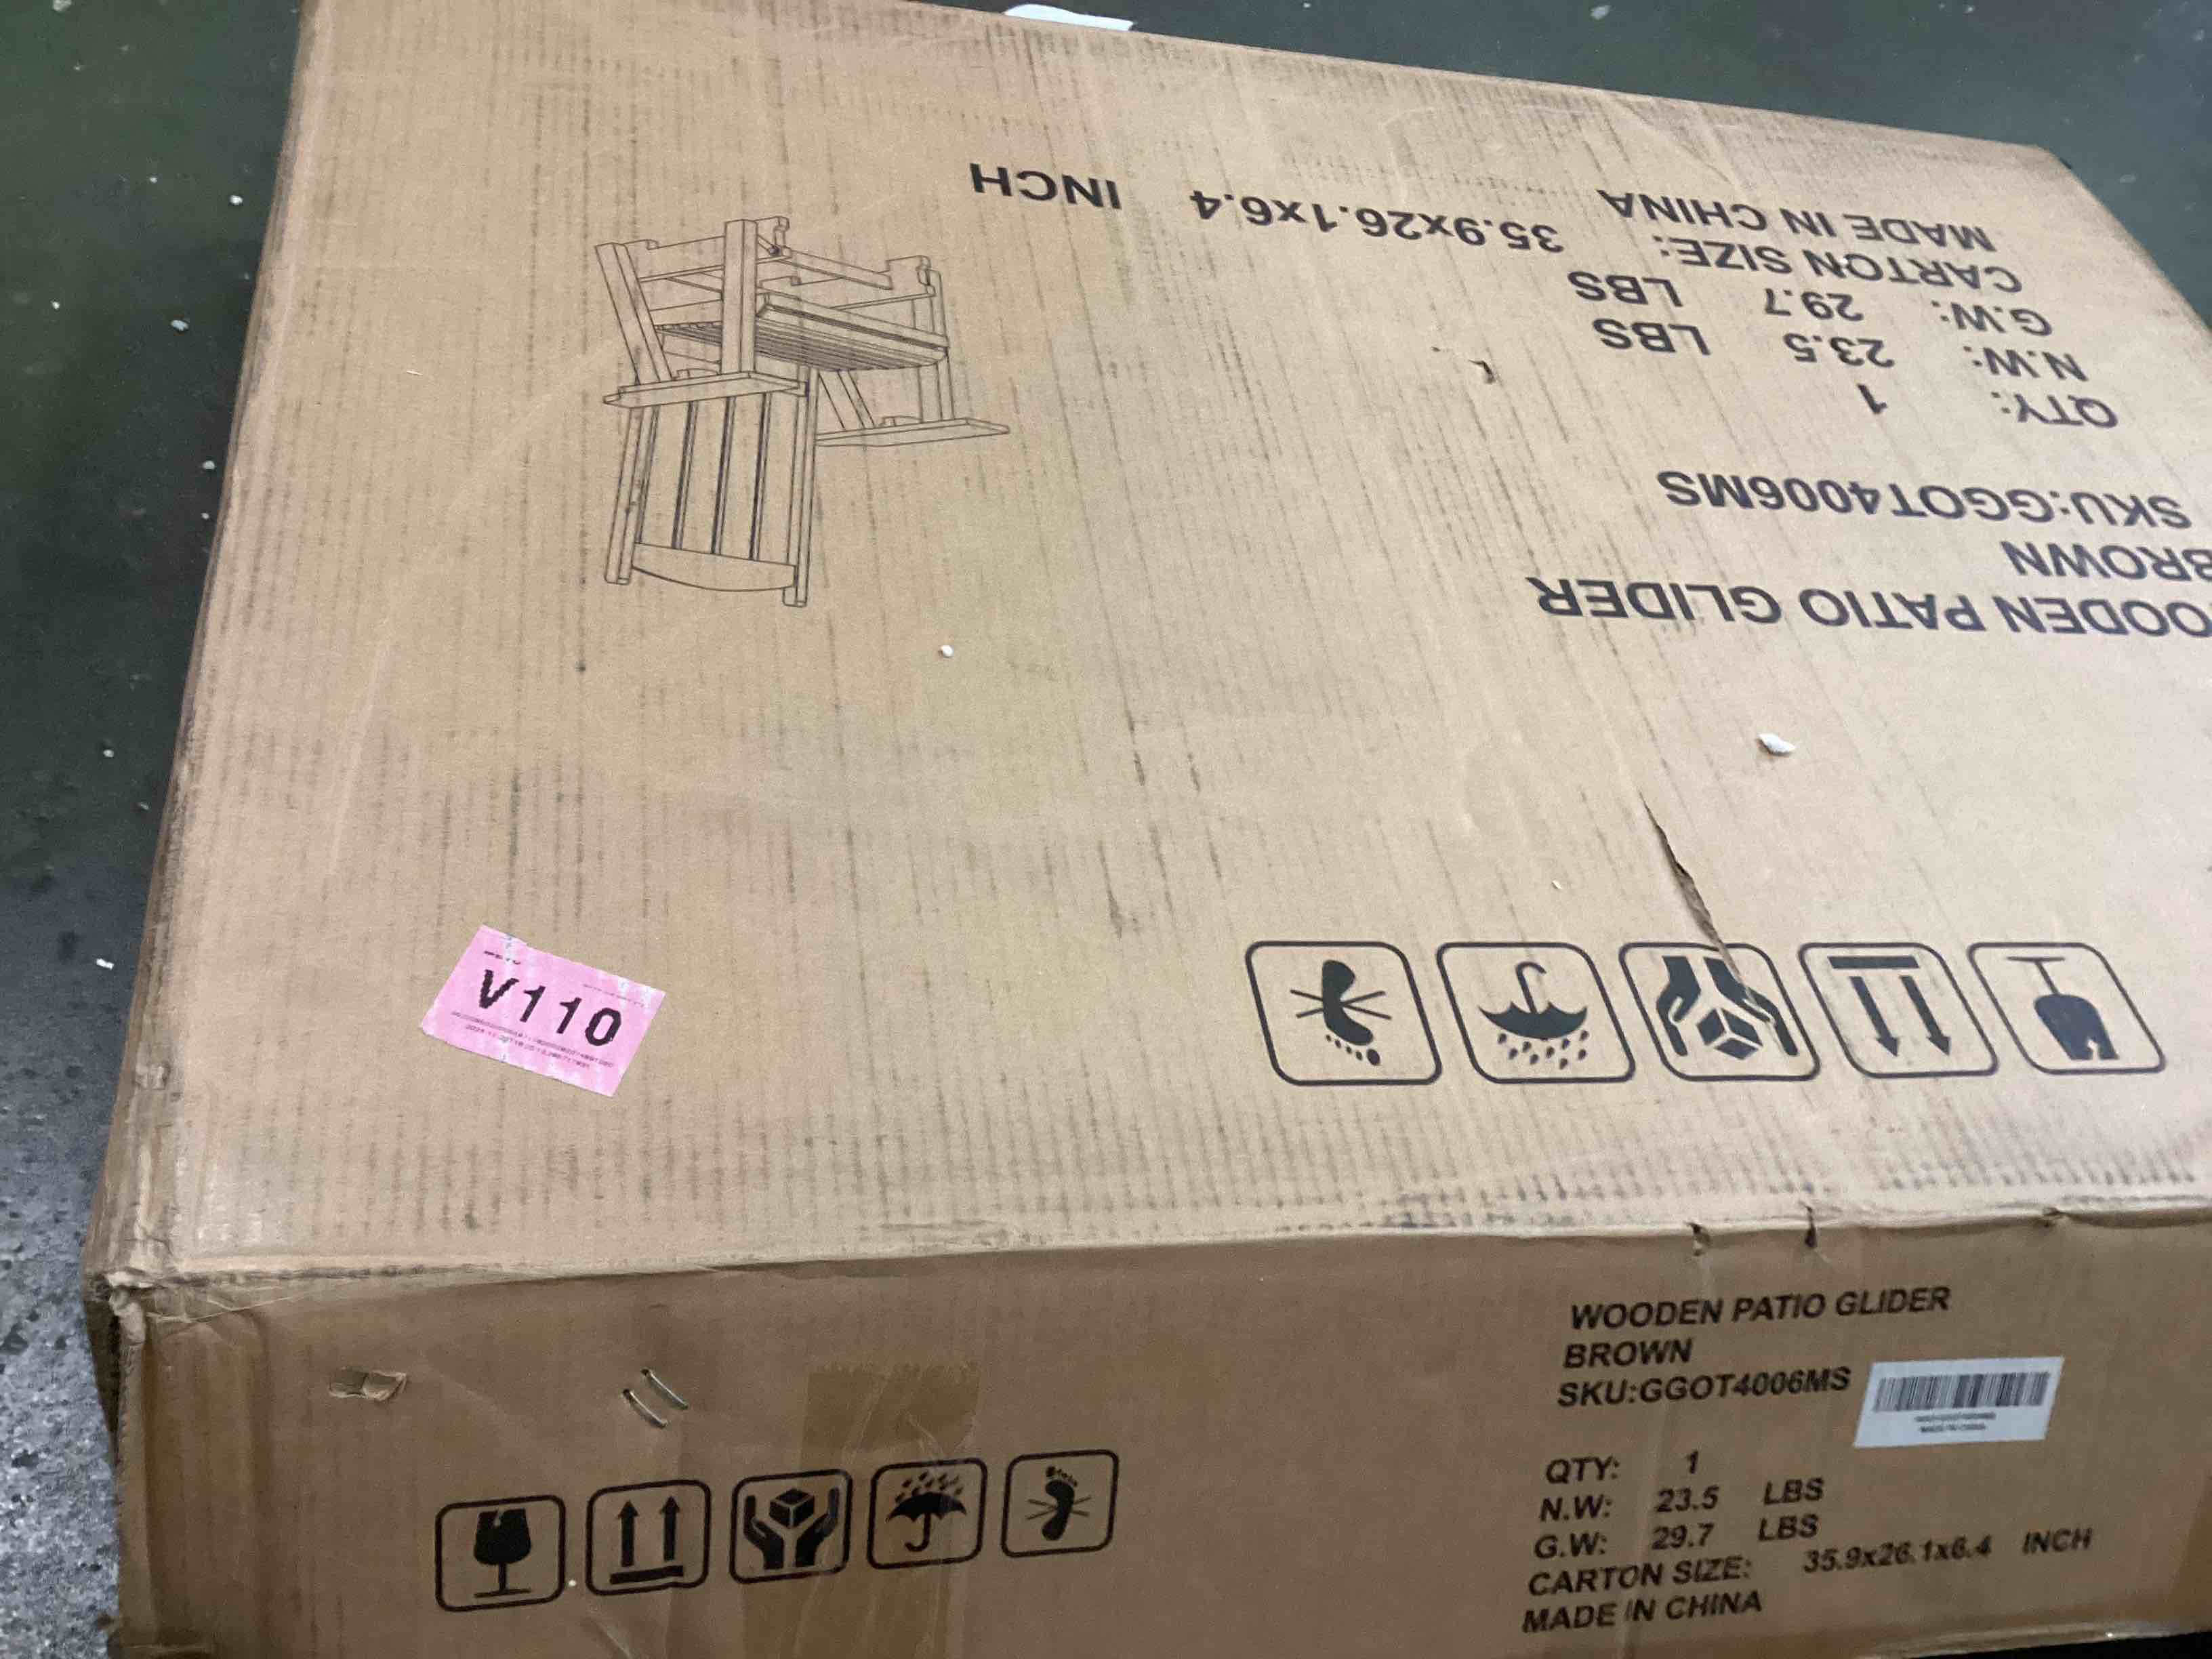 WOODEN PATIO GLIDER
BROWN
SKU:GGOT4006MS
QTY: 1
N.W: 23.5 LBS
G.W: 29.7 LBS
CARTON SIZE: 35.9x26.1x6.4 INCH
MADE IN CHINA
V110
WOODEN PATIO GLIDER
BROWN
SKU:GGOT4006MS
QTY: 1
N.W: 23.5 LBS
G.W: 29.7 LBS
CARTON SIZE: 35.9x26.1x6.4 INCH
MADE IN CHINA